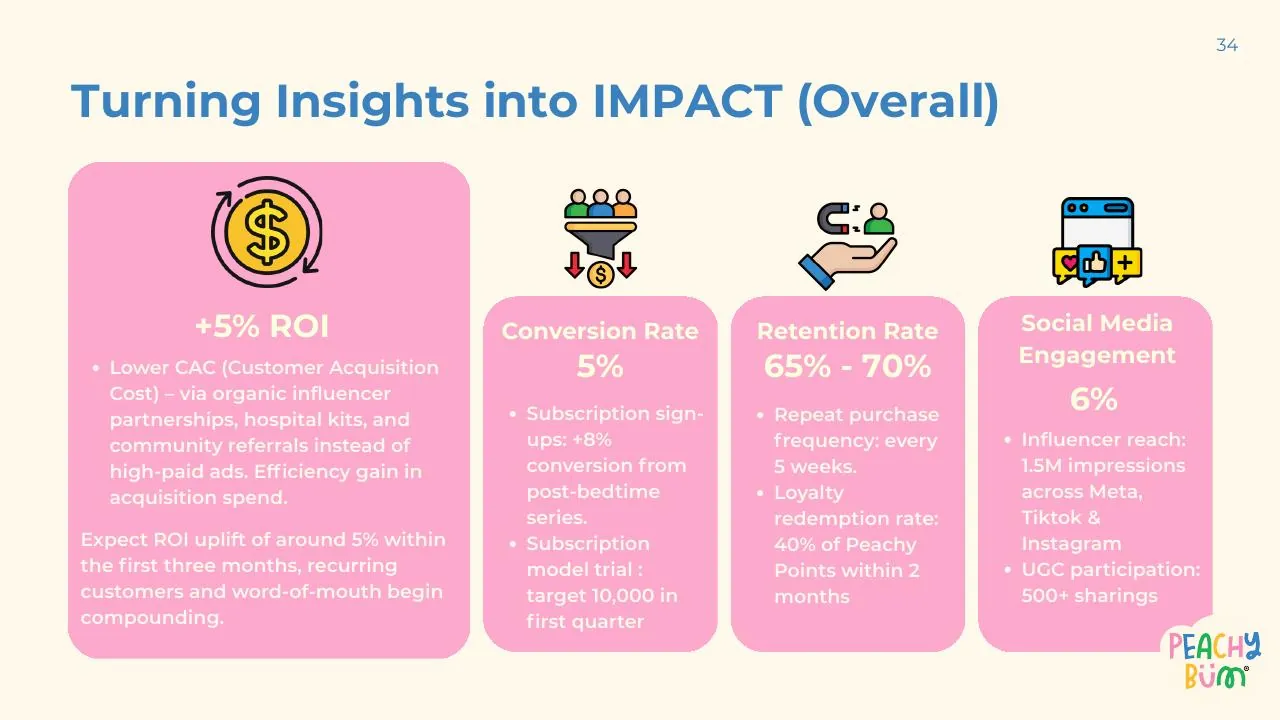 34
Turning Insights into IMPACT (Overall)
+5% ROI
• Lower CAC (Customer Acquisition
Cost) – via organic influencer
partnerships, hospital kits, and
community referrals instead of
high-paid ads. Efficiency gain in
acquisition spend.
Expect ROI uplift of around 5% within
the first three months, recurring
customers and word-of-mouth begin
compounding.
Conversion Rate
5%
• Subscription sign-
ups: +8%
conversion from
post-bedtime
series.
• Subscription
model trial :
target 10,000 in
first quarter
Retention Rate
65% - 70%
• Repeat purchase
frequency: every
5 weeks.
• Loyalty
redemption rate:
40% of Peachy
Points within 2
months
Social Media
Engagement
6%
• Influencer reach:
1.5M impressions
across Meta,
Tiktok &
Instagram
• UGC participation:
500+ sharings
PEACHY
BÜM®